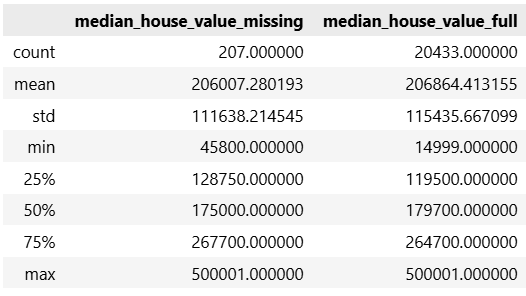 median_house_value_missing median_house_value_full
count 207.000000 20433.000000
mean 206007.280193 206864.413155
std 111638.214545 115435.667099
min 45800.000000 14999.000000
25% 128750.000000 119500.000000
50% 175000.000000 179700.000000
75% 267700.000000 264700.000000
max 500001.000000 500001.000000